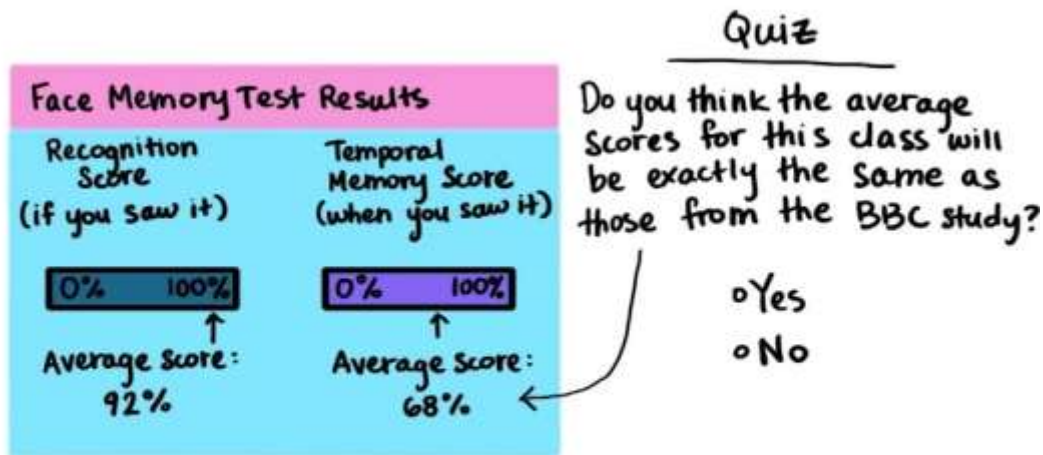 Quiz
Face Memory Test Results
Recognition
Score
(if you saw it)
0% 100%
Average Score:
92%
Temporal
Memory Score
(when you saw it)
0% 100%
Average Score:
68%
Do you think the average
scores for this class will
be exactly the same as
those from the BBC study?
Yes
No